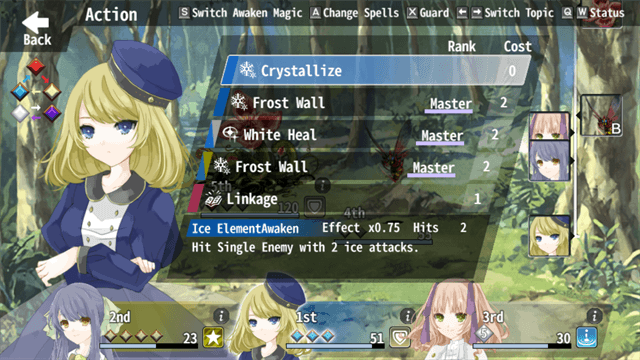 Action
S Switch Awaken Magic A Change Spells X Guard ← → Switch Topic Q W Status
Back
Rank Cost
Crystallize 0
Frost Wall Master 2
White Heal Master 2
Frost Wall Master 2
Linkage 1
B
5th
120
4th
Ice ElementAwaken Effect x0.75 Hits 2
Hit Single Enemy with 2 ice attacks.
2nd
23
1st
51
3rd
30